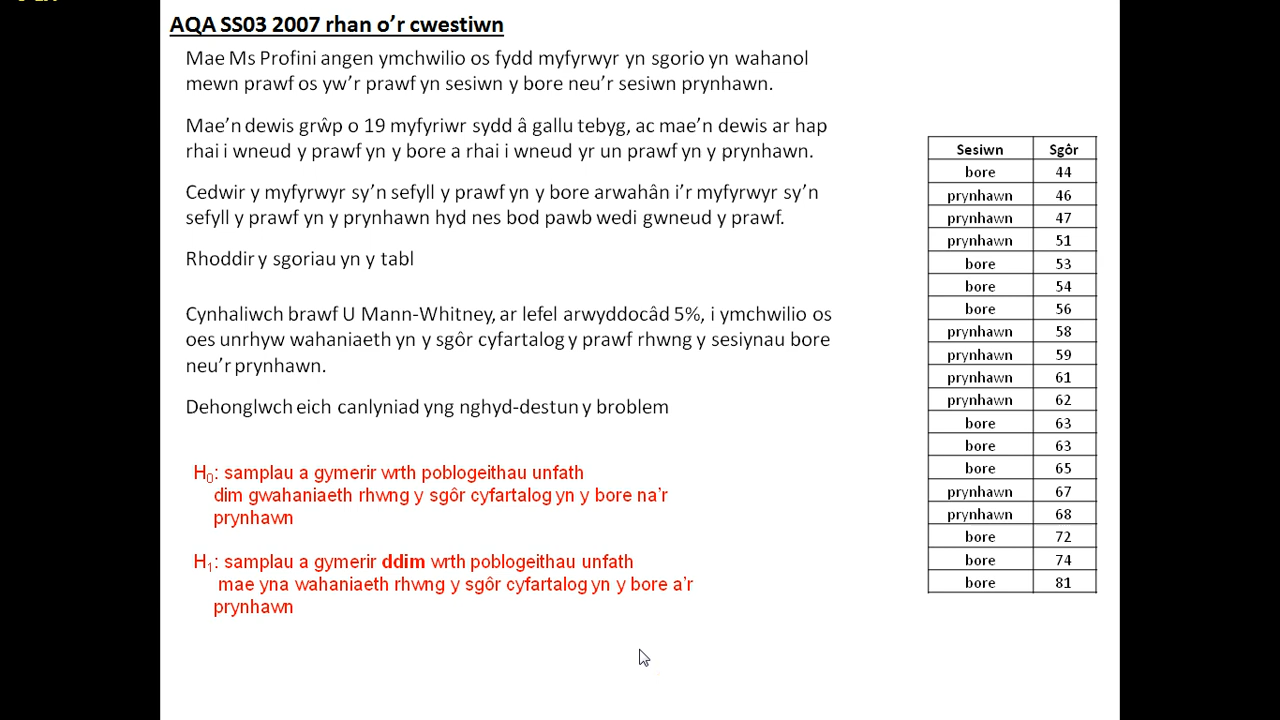 AQA SS03 2007 rhan o’r cwestiwn
Mae Ms Profini angen ymchwilio os fydd myfyrwyr yn sgorio yn wahanol
mewn prawf os yw’r prawf yn sesiwn y bore neu’r sesiwn prynhawn.
Mae’n dewis grŵp o 19 myfyriwr sydd â gallu tebyg, ac mae’n dewis ar hap
rhai i wneud y prawf yn y bore a rhai i wneud yr un prawf yn y prynhawn.
Cedwir y myfyrwyr sy’n sefyll y prawf yn y bore arwahân i’r myfyrwyr sy’n
sefyll y prawf yn y prynhawn hyd nes bod pawb wedi gwneud y prawf.
Rhoddir y sgoriau yn y tabl
Cynhaliwch brawf U Mann-Whitney, ar lefel arwyddocâd 5%, i ymchwilio os
oes unrhyw wahaniaeth yn y sgôr cyfartalog y prawf rhwng y sesiynau bore
neu’r prynhawn.
Dehonglwch eich canlyniad yng nghyd-destun y broblem
H0: samplau a gymerir wrth poblogeithau unfath
dim gwahaniaeth rhwng y sgôr cyfartalog yn y bore na’r
prynhawn
H1: samplau a gymerir ddim wrth poblogeithau unfath
mae yna wahaniaeth rhwng y sgôr cyfartalog yn y bore a’r
prynhawn
Sesiwn Sgôr
bore 44
prynhawn 46
prynhawn 47
prynhawn 51
bore 53
bore 54
bore 56
prynhawn 58
prynhawn 59
prynhawn 61
prynhawn 62
bore 63
bore 63
bore 65
prynhawn 67
prynhawn 68
bore 72
bore 74
bore 81